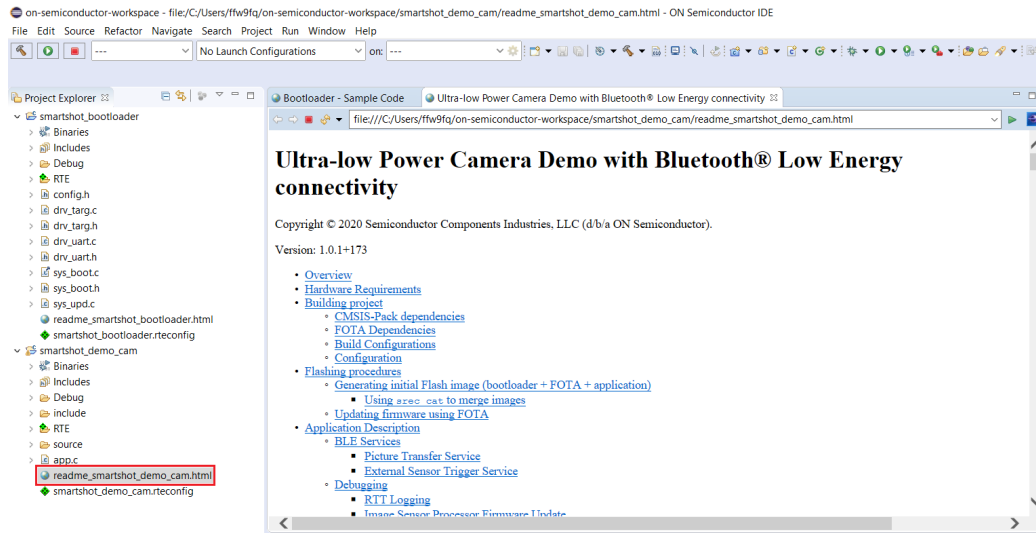 on-semiconductor-workspace - file:/C:/Users/ffw9fq/on-semiconductor-workspace/smartshot_demo_cam/readme_smartshot_demo_cam.html - ON Semiconductor IDE
File Edit Source Refactor Navigate Search Project Run Window Help
--- No Launch Configurations on: ---
Project Explorer
smartshot_bootloader
Binaries
Includes
Debug
RTE
config.h
drv_targ.c
drv_targ.h
drv_uart.c
drv_uart.h
sys_boot.c
sys_boot.h
sys_upd.c
readme_smartshot_bootloader.html
smartshot_bootloader.rteconfig
smartshot_demo_cam
Binaries
Includes
Debug
include
RTE
source
app.c
readme_smartshot_demo_cam.html
smartshot_demo_cam.rteconfig
Bootloader - Sample Code Ultra-low Power Camera Demo with Bluetooth® Low Energy connectivity
file:///C:/Users/ffw9fq/on-semiconductor-workspace/smartshot_demo_cam/readme_smartshot_demo_cam.html
Ultra-low Power Camera Demo with Bluetooth® Low Energy
connectivity
Copyright © 2020 Semiconductor Components Industries, LLC (d/b/a ON Semiconductor).
Version: 1.0.1+173
• Overview
• Hardware Requirements
• Building project
◦ CMSIS-Pack dependencies
◦ FOTA Dependencies
◦ Build Configurations
◦ Configuration
• Flashing procedures
◦ Generating initial Flash image (bootloader + FOTA + application)
▪ Using srec_cat to merge images
◦ Updating firmware using FOTA
• Application Description
◦ BLE Services
▪ Picture Transfer Service
▪ External Sensor Trigger Service
◦ Debugging
▪ RTT Logging
▪ Image Sensor Processor Firmware Update